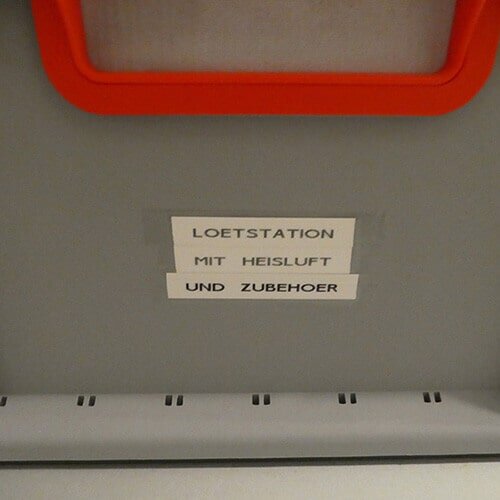 LOETSTATION
MIT HEISLUFT
UND ZUBEHOER